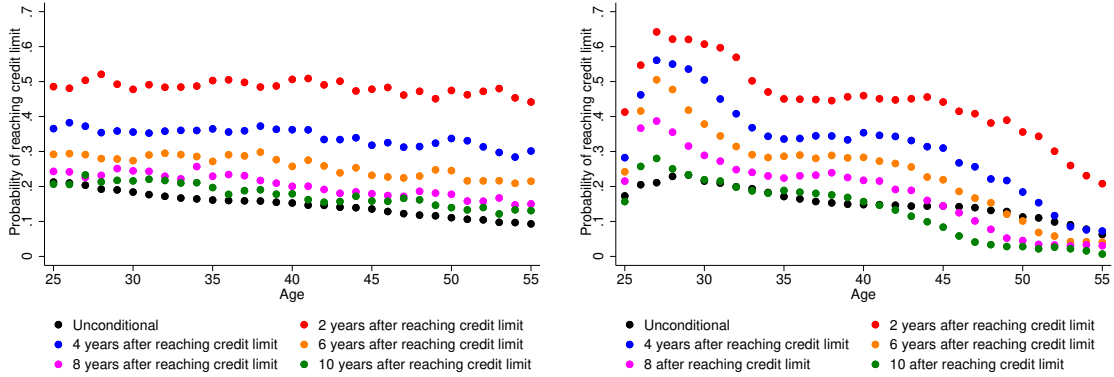 Probability of reaching credit limit
.7
.6
.5
.4
.3
.2
.1
0
25 30 35 40 45 50 55
Age
Unconditional
2 years after reaching credit limit
4 years after reaching credit limit
6 years after reaching credit limit
8 years after reaching credit limit
10 years after reaching credit limit
Probability of reaching credit limit
.7
.6
.5
.4
.3
.2
.1
0
25 30 35 40 45 50 55
Age
Unconditional
2 years after reaching credit limit
4 years after reaching credit limit
6 years after reaching credit limit
8 after reaching credit limit
10 after reaching credit limit